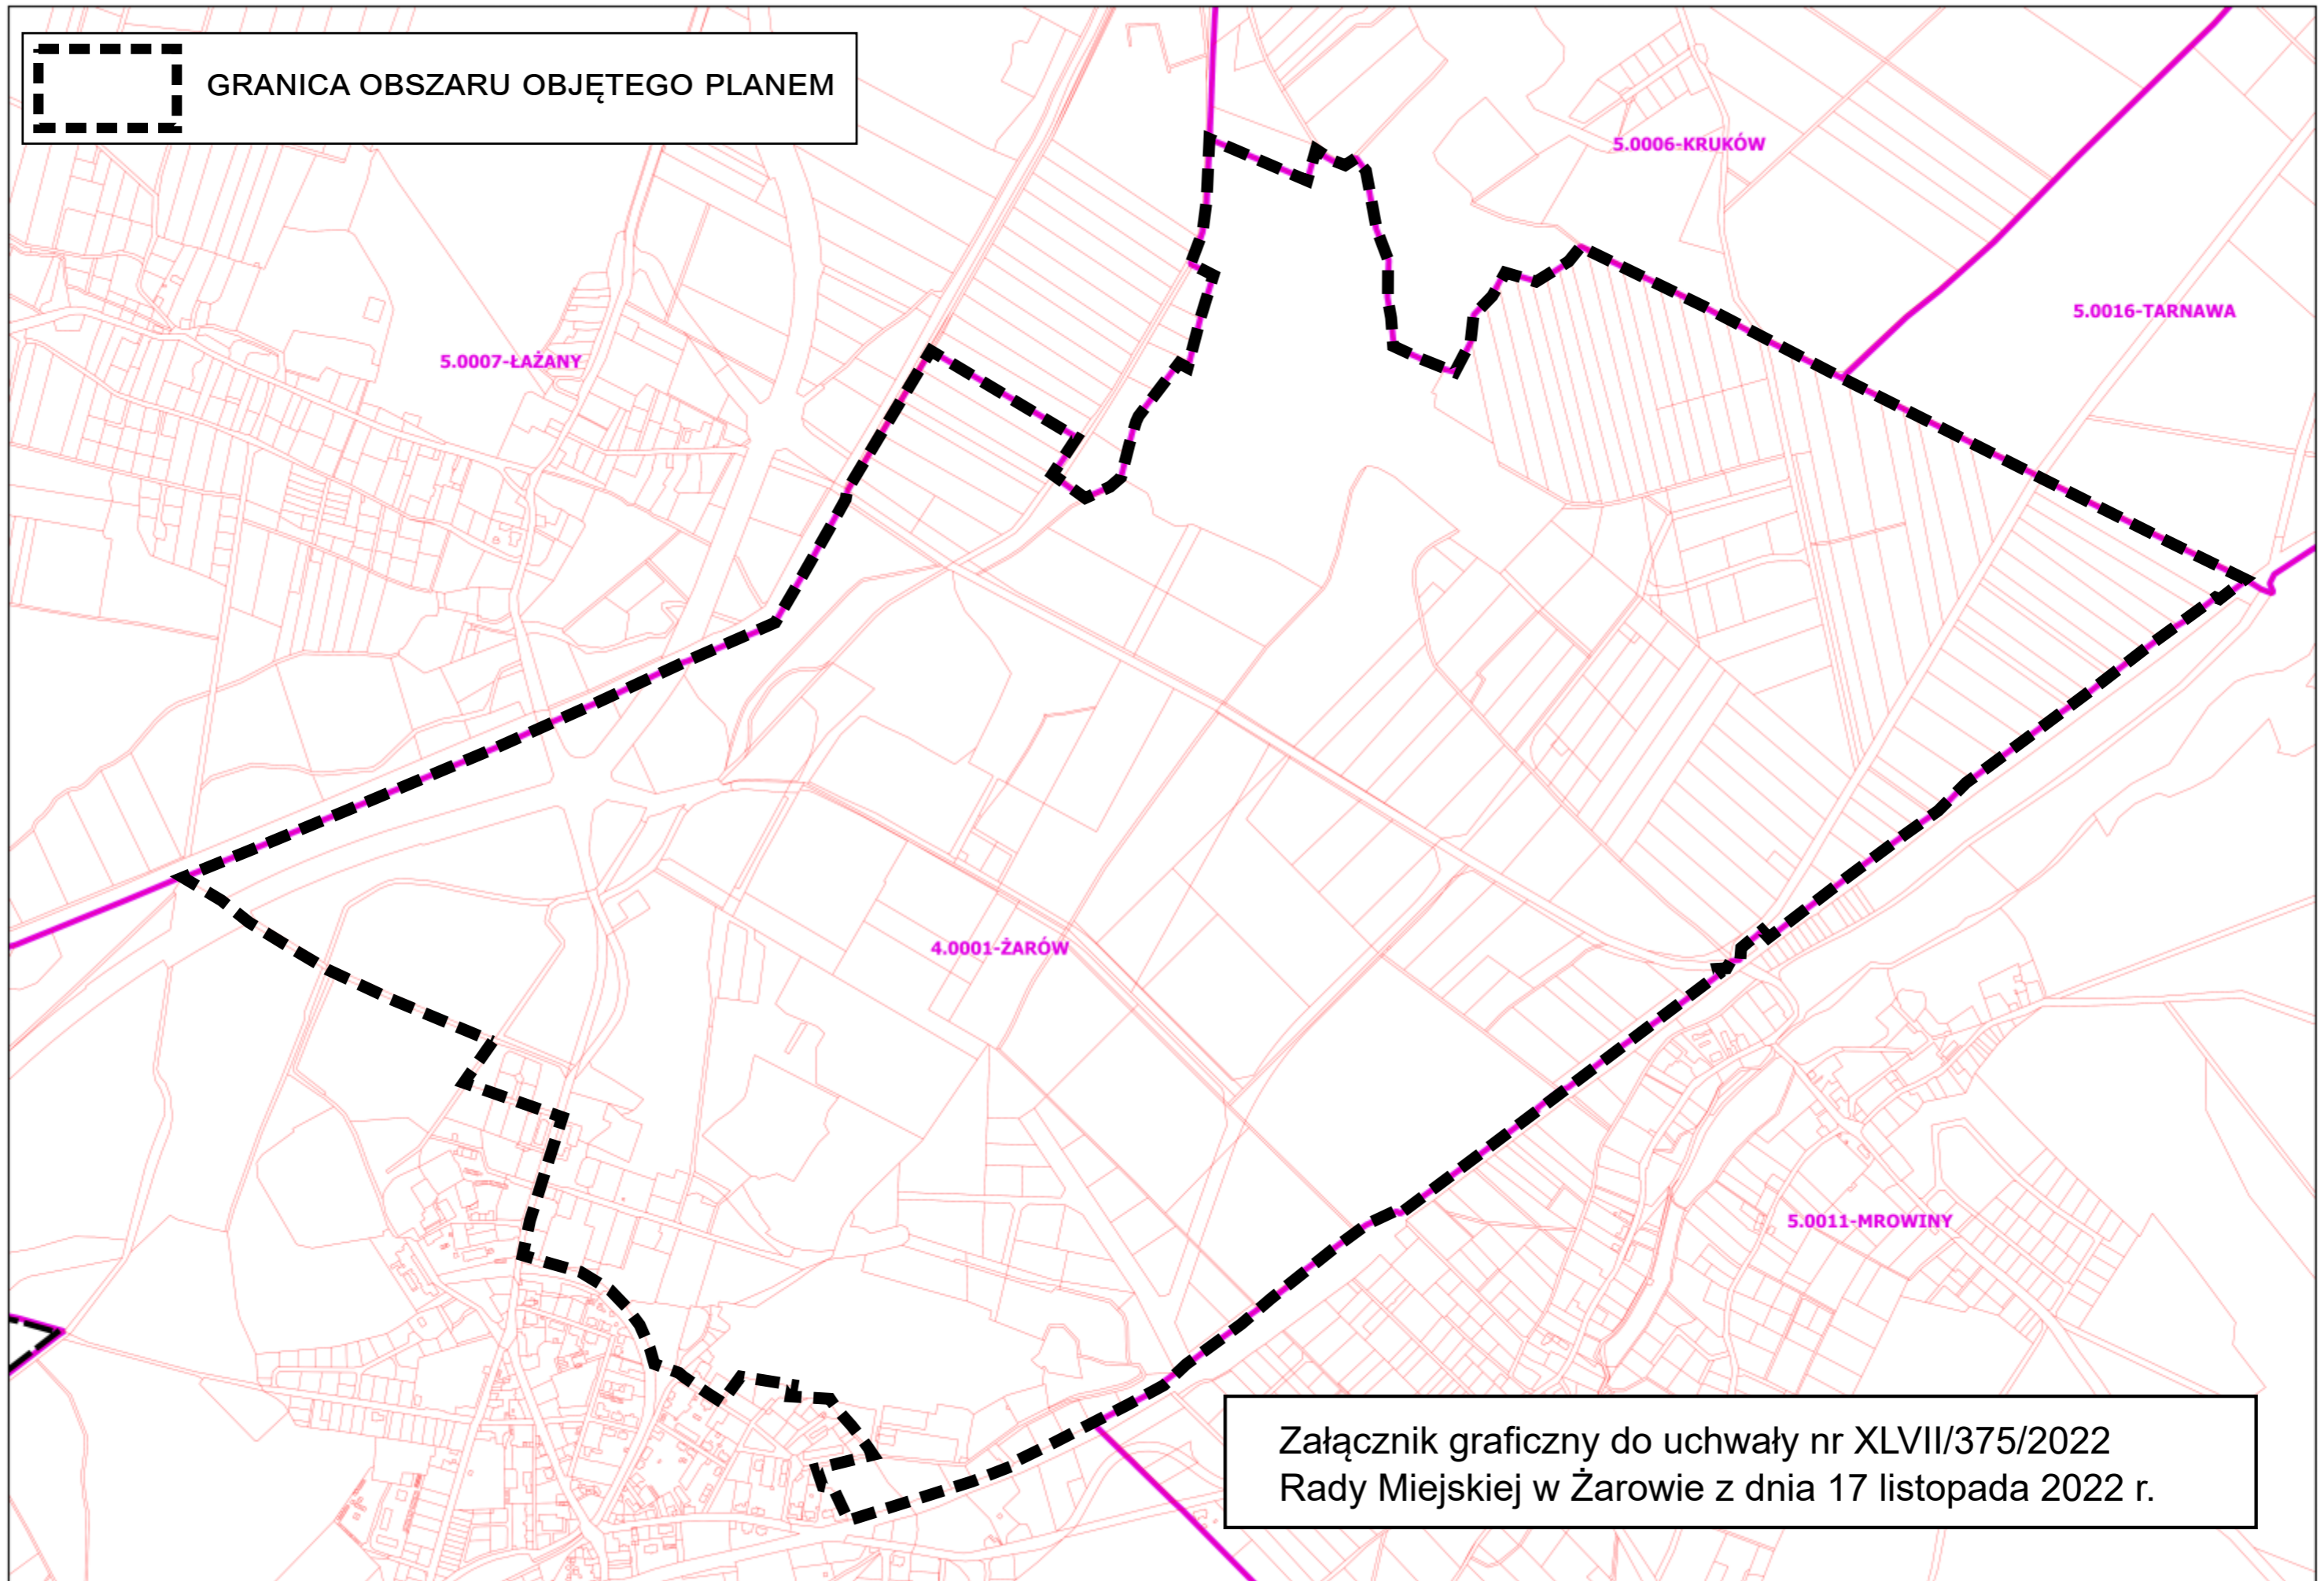 GRANICA OBSZARU OBJĘTEGO PLANEM
5.0006-KRUKÓW
5.0016-TARNAWA
5.0007-ŁAŻANY
4.0001-ŻARÓW
5.0011-MROWINY
Załącznik graficzny do uchwały nr XLVII/375/2022
Rady Miejskiej w Żarowie z dnia 17 listopada 2022 r.